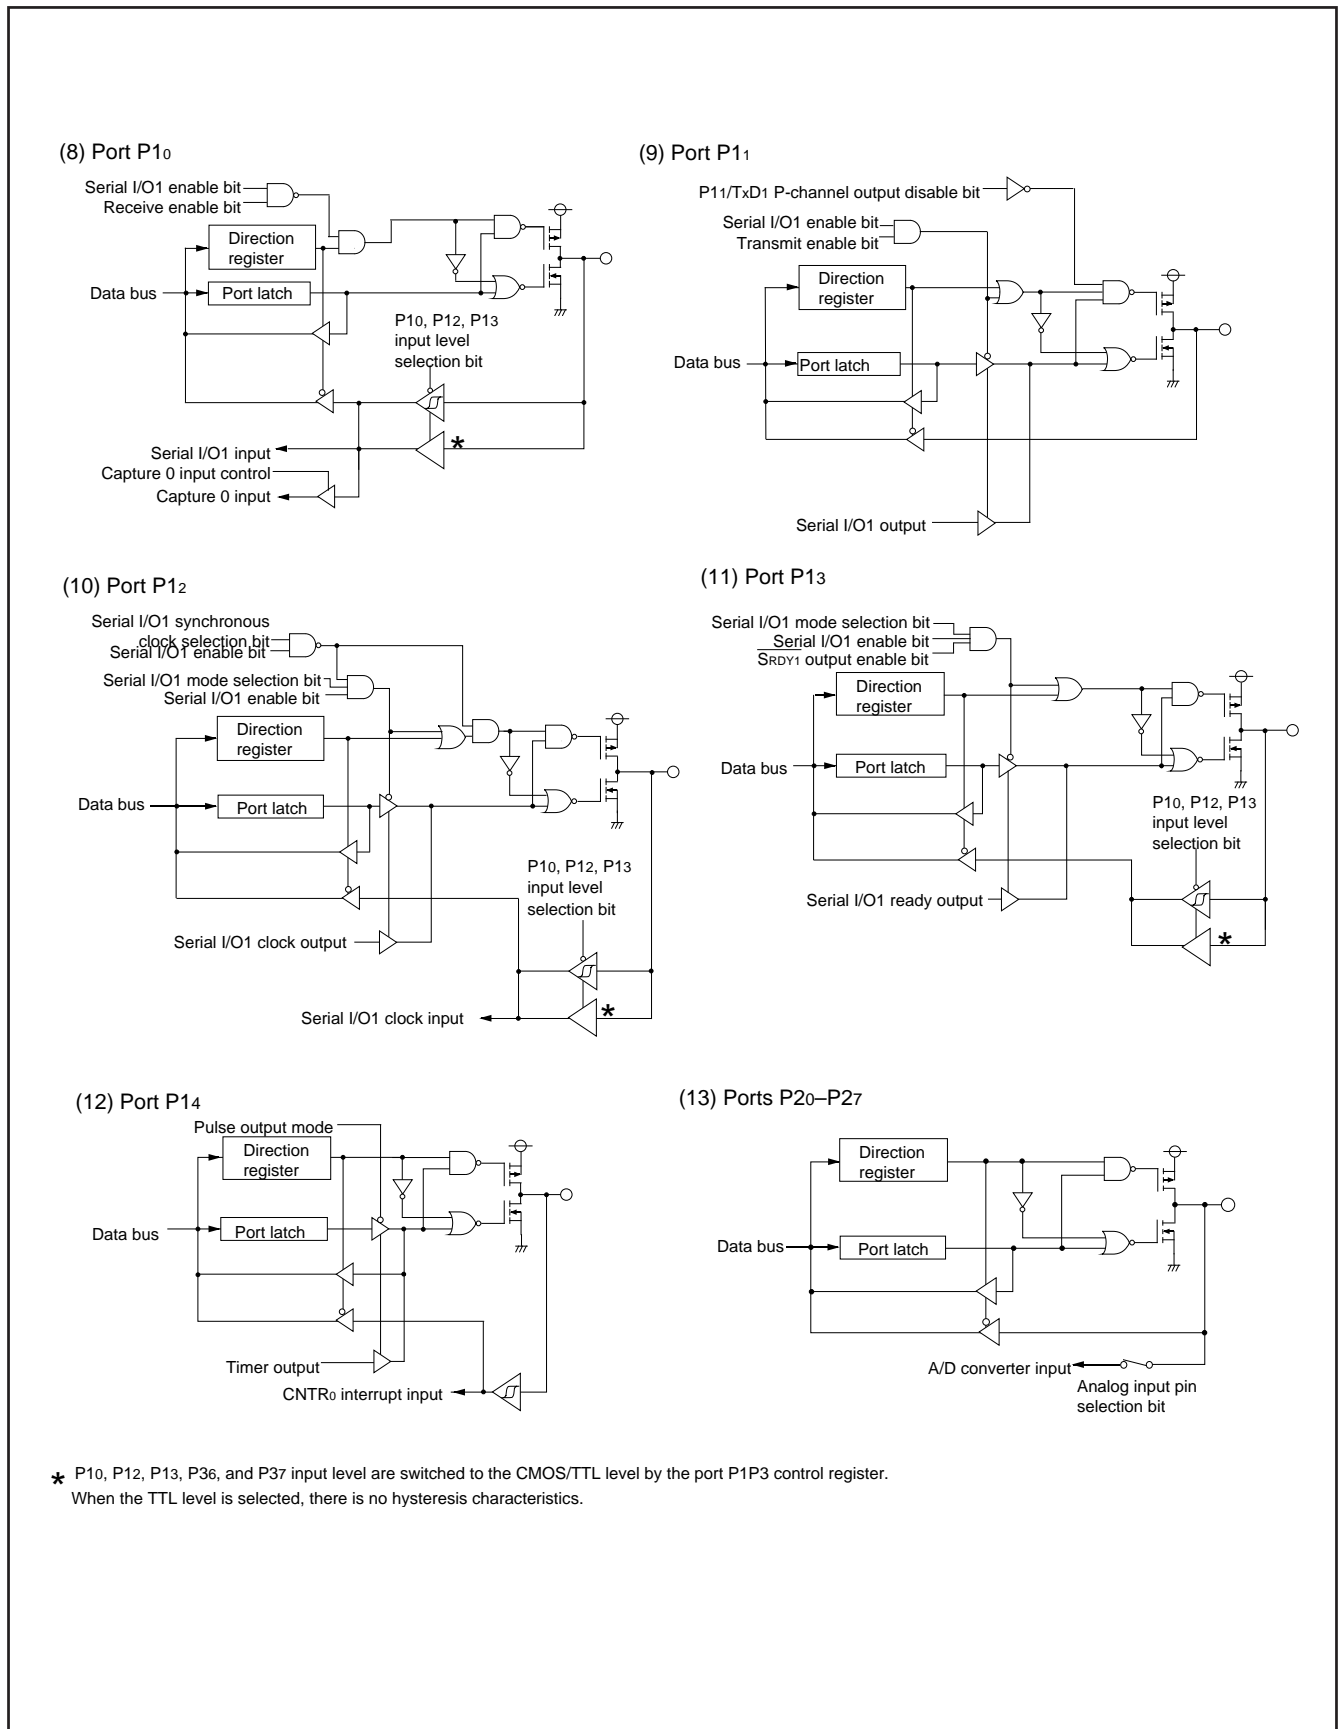 (8) Port P10
Serial I/O1 enable bit
Receive enable bit
Direction
register
Data bus
Port latch
P10, P12, P13
input level
selection bit
*
Serial I/O1 input
Capture 0 input control
Capture 0 input
(9) Port P11
P11/TxD1 P-channel output disable bit
Serial I/O1 enable bit
Transmit enable bit
Direction
register
Data bus
Port latch
Serial I/O1 output
(10) Port P12
Serial I/O1 synchronous
clock selection bit
Serial I/O1 enable bit
Serial I/O1 mode selection bit
Serial I/O1 enable bit
Direction
register
Data bus
Port latch
P10, P12, P13
input level
selection bit
Serial I/O1 clock output
*
Serial I/O1 clock input
(11) Port P13
Serial I/O1 mode selection bit
Serial I/O1 enable bit
SRDY1 output enable bit
Direction
register
Data bus
Port latch
P10, P12, P13
input level
selection bit
Serial I/O1 ready output
*
(12) Port P14
Pulse output mode
Direction
register
Data bus
Port latch
Timer output
CNTR0 interrupt input
(13) Ports P20–P27
Direction
register
Data bus
Port latch
A/D converter input
Analog input pin
selection bit
* P10, P12, P13, P36, and P37 input level are switched to the CMOS/TTL level by the port P1P3 control register.
When the TTL level is selected, there is no hysteresis characteristics.